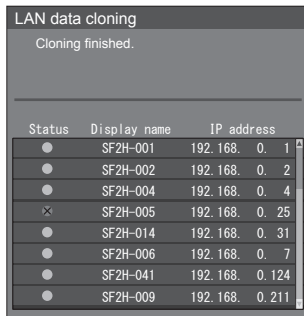 LAN data cloning
Cloning finished.
Status Display name IP address
SF2H-001 192.168. 0. 1
SF2H-002 192.168. 0. 2
SF2H-004 192.168. 0. 4
SF2H-005 192.168. 0. 25
SF2H-014 192.168. 0. 31
SF2H-006 192.168. 0. 7
SF2H-041 192.168. 0.124
SF2H-009 192.168. 0.211